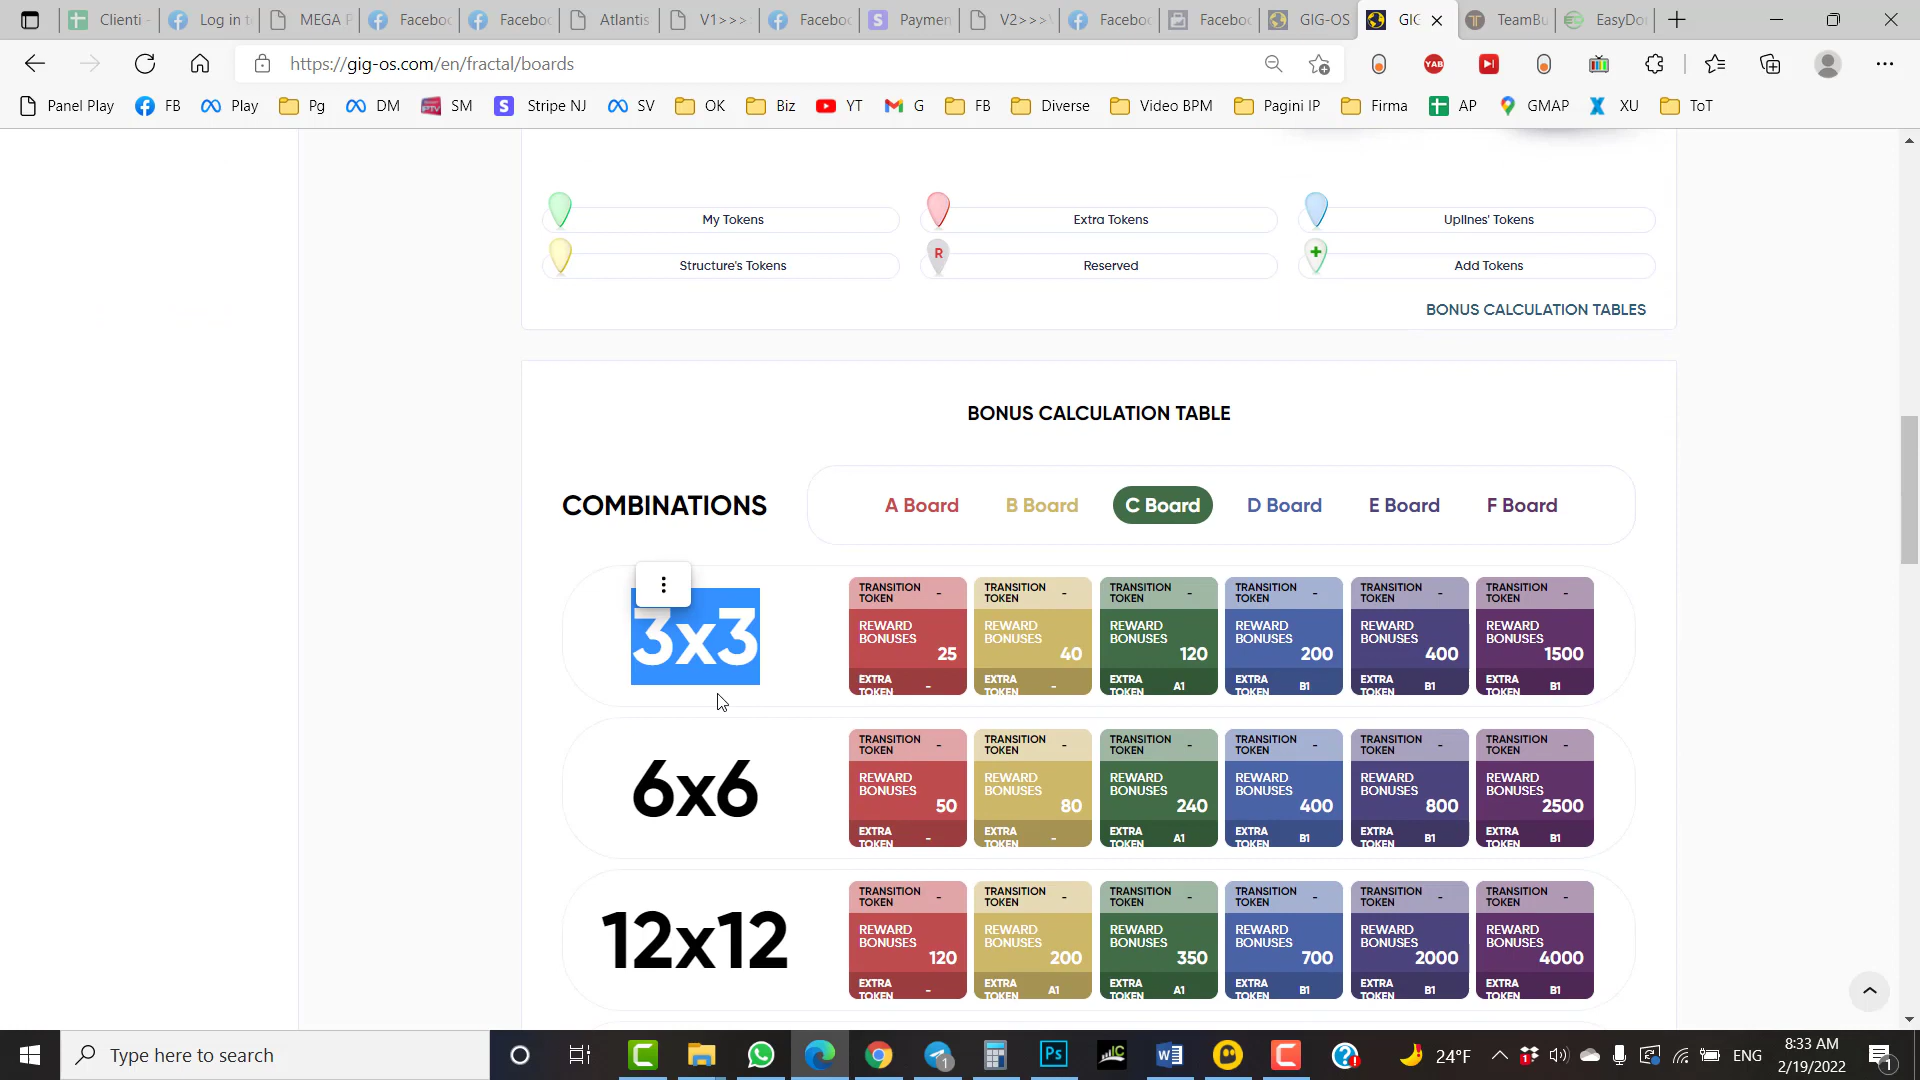 Clienti -
Log in t
MEGA P
Facebo
Facebo
Atlantis
V1>>>
Facebo
Paymen
V2>>>
Facebo
Facebo
GIG-OS
GIG
TeamBu
EasyDo
https://gig-os.com/en/fractal/boards
YAB
Panel Play
FB
Play
Pg
DM
SM
Stripe NJ
SV
OK
Biz
YT
G
FB
Diverse
Video BPM
Pagini IP
Firma
AP
GMAP
XU
ToT
My Tokens
Extra Tokens
Uplines' Tokens
Structure's Tokens
R
Reserved
Add Tokens
BONUS CALCULATION TABLES
BONUS CALCULATION TABLE
COMBINATIONS
A Board
B Board
C Board
D Board
E Board
F Board
3x3
TRANSITION TOKEN -
REWARD BONUSES 25
EXTRA TOKEN -
TRANSITION TOKEN -
REWARD BONUSES 40
EXTRA TOKEN -
TRANSITION TOKEN -
REWARD BONUSES 120
EXTRA TOKEN A1
TRANSITION TOKEN -
REWARD BONUSES 200
EXTRA TOKEN B1
TRANSITION TOKEN -
REWARD BONUSES 400
EXTRA TOKEN B1
TRANSITION TOKEN -
REWARD BONUSES 1500
EXTRA TOKEN B1
6x6
TRANSITION TOKEN -
REWARD BONUSES 50
EXTRA TOKEN -
TRANSITION TOKEN -
REWARD BONUSES 80
EXTRA TOKEN -
TRANSITION TOKEN -
REWARD BONUSES 240
EXTRA TOKEN A1
TRANSITION TOKEN -
REWARD BONUSES 400
EXTRA TOKEN B1
TRANSITION TOKEN -
REWARD BONUSES 800
EXTRA TOKEN B1
TRANSITION TOKEN -
REWARD BONUSES 2500
EXTRA TOKEN B1
12x12
TRANSITION TOKEN -
REWARD BONUSES 120
EXTRA TOKEN -
TRANSITION TOKEN -
REWARD BONUSES 200
EXTRA TOKEN A1
TRANSITION TOKEN -
REWARD BONUSES 350
EXTRA TOKEN A1
TRANSITION TOKEN -
REWARD BONUSES 700
EXTRA TOKEN B1
TRANSITION TOKEN -
REWARD BONUSES 2000
EXTRA TOKEN B1
TRANSITION TOKEN -
REWARD BONUSES 4000
EXTRA TOKEN B1
Type here to search
1
Ps
24°F
ENG
8:33 AM
2/19/2022
1